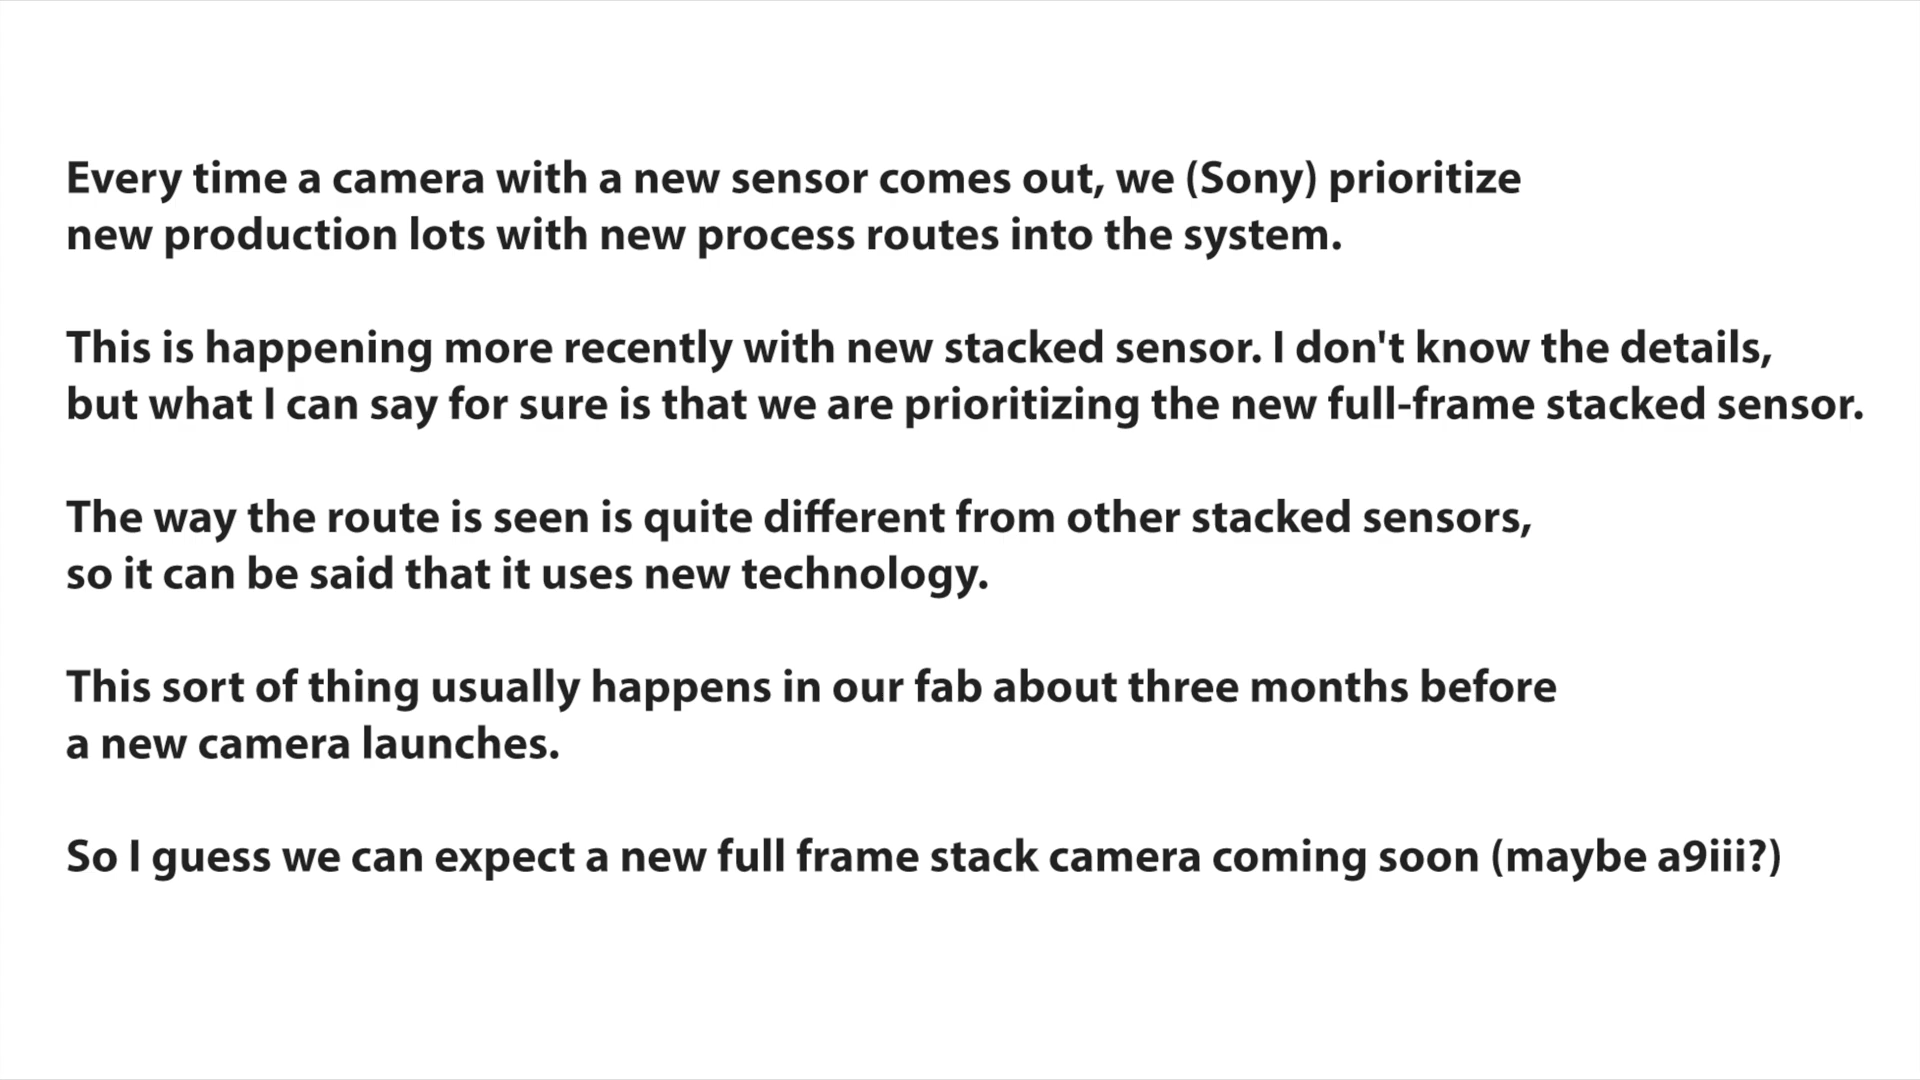 Every time a camera with a new sensor comes out, we (Sony) prioritize
new production lots with new process routes into the system.
This is happening more recently with new stacked sensor. I don't know the details,
but what I can say for sure is that we are prioritizing the new full-frame stacked sensor.
The way the route is seen is quite different from other stacked sensors,
so it can be said that it uses new technology.
This sort of thing usually happens in our fab about three months before
a new camera launches.
So I guess we can expect a new full frame stack camera coming soon (maybe a9iii?)